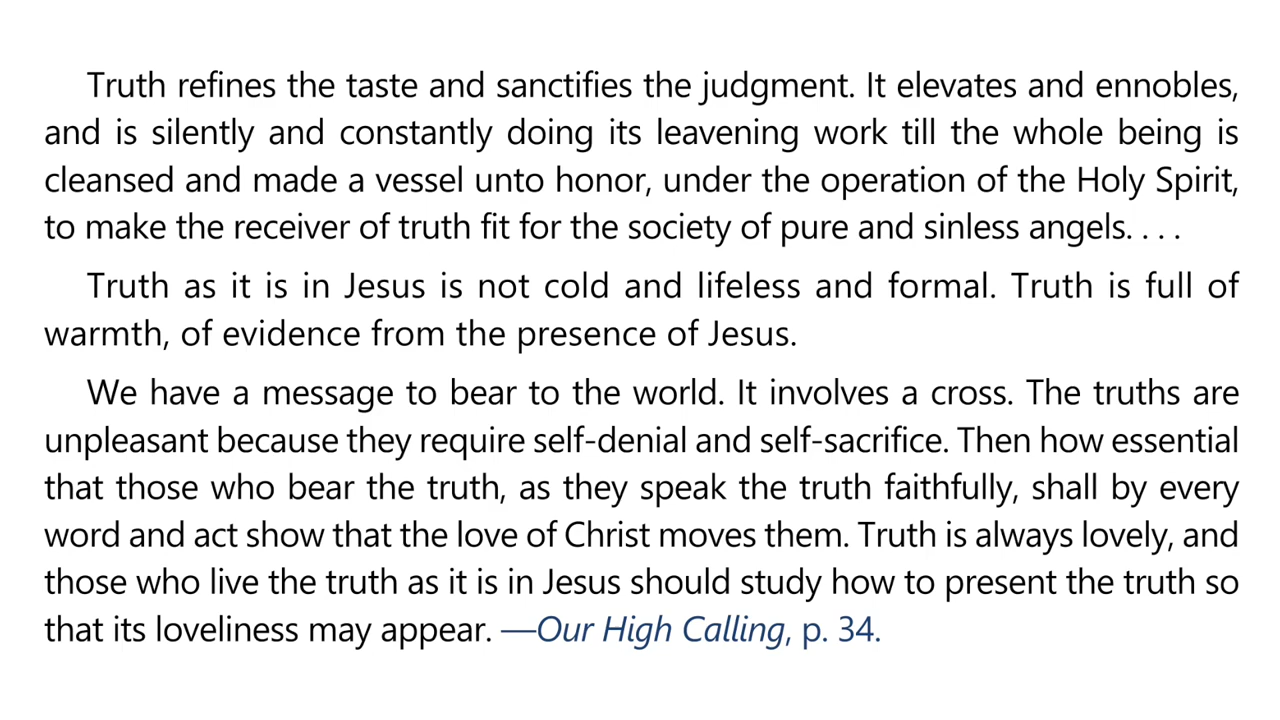 Truth refines the taste and sanctifies the judgment. It elevates and ennobles,
and is silently and constantly doing its leavening work till the whole being is
cleansed and made a vessel unto honor, under the operation of the Holy Spirit,
to make the receiver of truth fit for the society of pure and sinless angels. . . .
Truth as it is in Jesus is not cold and lifeless and formal. Truth is full of
warmth, of evidence from the presence of Jesus.
We have a message to bear to the world. It involves a cross. The truths are
unpleasant because they require self-denial and self-sacrifice. Then how essential
that those who bear the truth, as they speak the truth faithfully, shall by every
word and act show that the love of Christ moves them. Truth is always lovely, and
those who live the truth as it is in Jesus should study how to present the truth so
that its loveliness may appear. —Our High Calling, p. 34.